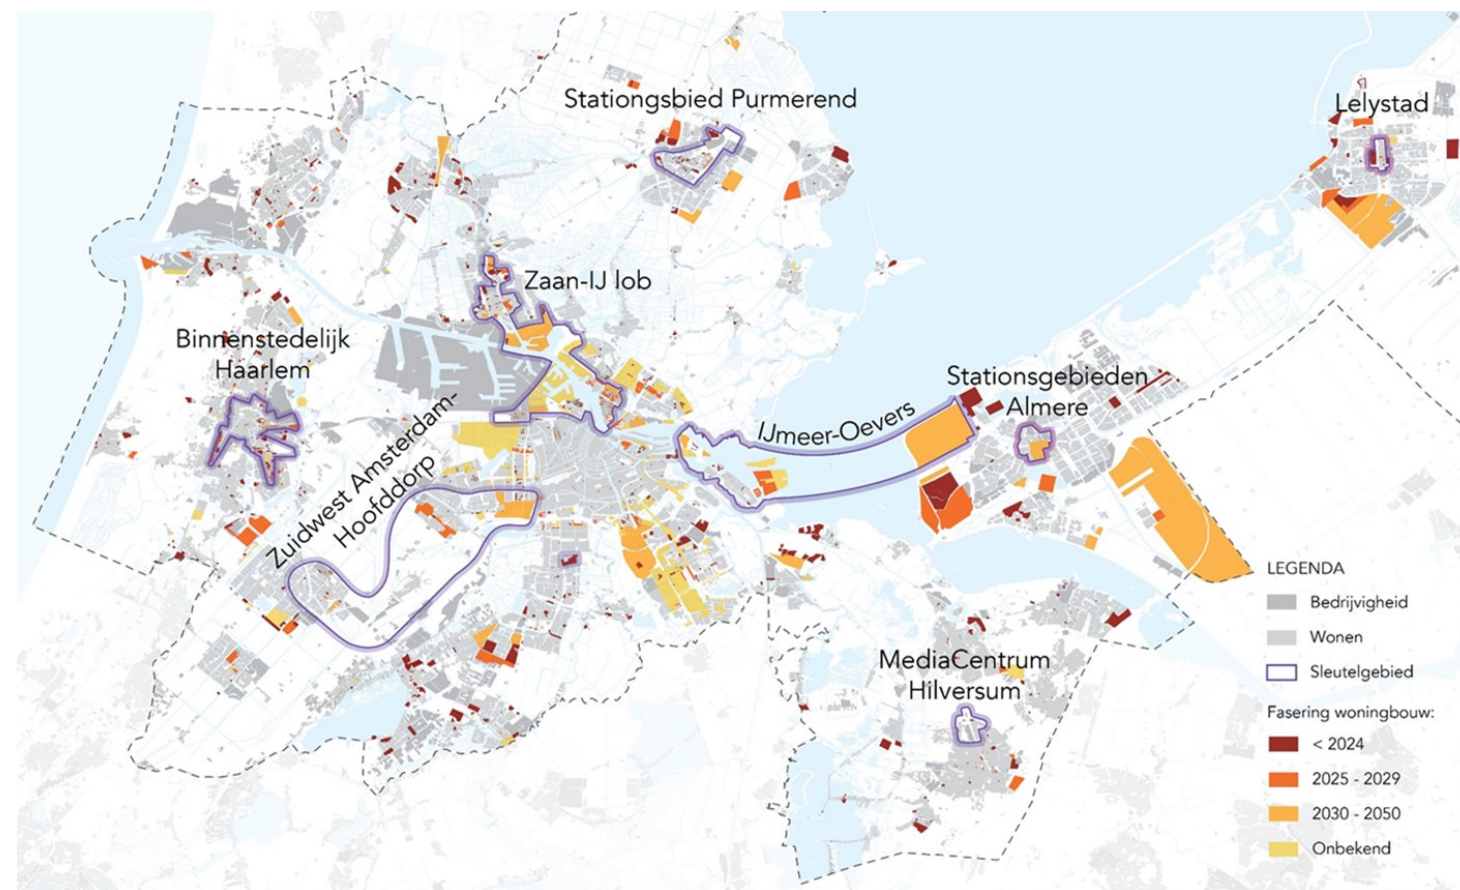 Stationgsbied Purmerend
Lelystad
Zaan-IJ lob
Binnenstedelijk
Haarlem
Stationsgebieden
Almere
IJmeer-Oevers
Zuidwest Amsterdam-
Hoofddorp
MediaCentrum
Hilversum
LEGENDA
Bedrijvigheid
Wonen
Sleutelgebied
Fasering woningbouw:
< 2024
2025 - 2029
2030 - 2050
Onbekend